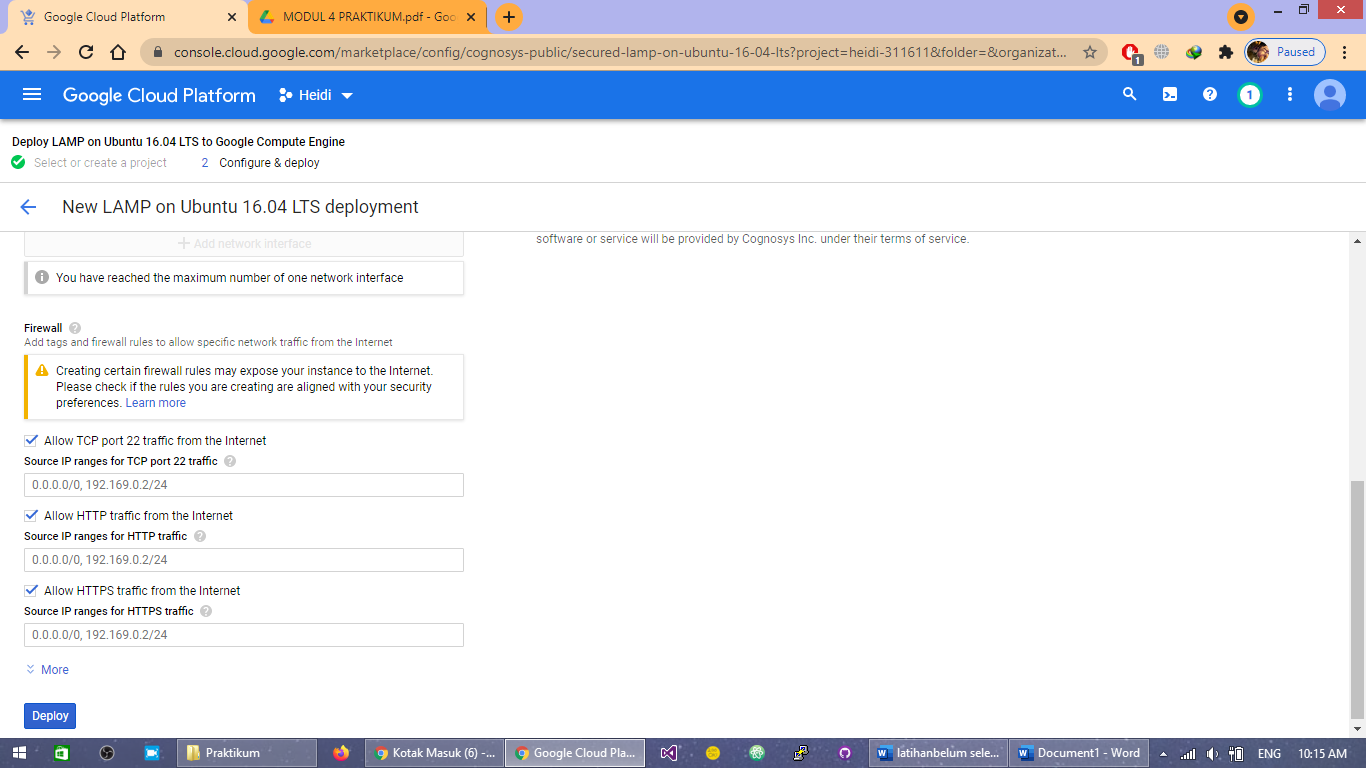 Google Cloud Platform
MODUL 4 PRAKTIKUM.pdf - Goo
console.cloud.google.com/marketplace/config/cognosys-public/secured-lamp-on-ubuntu-16-04-lts?project=heidi-311611&folder=&organizat...
1
Paused
Google Cloud Platform
Heidi
1
Deploy LAMP on Ubuntu 16.04 LTS to Google Compute Engine
Select or create a project
2 Configure & deploy
New LAMP on Ubuntu 16.04 LTS deployment
+ Add network interface
software or service will be provided by Cognosys Inc. under their terms of service.
You have reached the maximum number of one network interface
Firewall
Add tags and firewall rules to allow specific network traffic from the Internet
Creating certain firewall rules may expose your instance to the Internet.
Please check if the rules you are creating are aligned with your security
preferences. Learn more
Allow TCP port 22 traffic from the Internet
Source IP ranges for TCP port 22 traffic
0.0.0.0/0, 192.169.0.2/24
Allow HTTP traffic from the Internet
Source IP ranges for HTTP traffic
0.0.0.0/0, 192.169.0.2/24
Allow HTTPS traffic from the Internet
Source IP ranges for HTTPS traffic
0.0.0.0/0, 192.169.0.2/24
More
Deploy
Praktikum
Kotak Masuk (6) -...
Google Cloud Pla...
latihanbelum sele...
Document1 - Word
ENG
10:15 AM